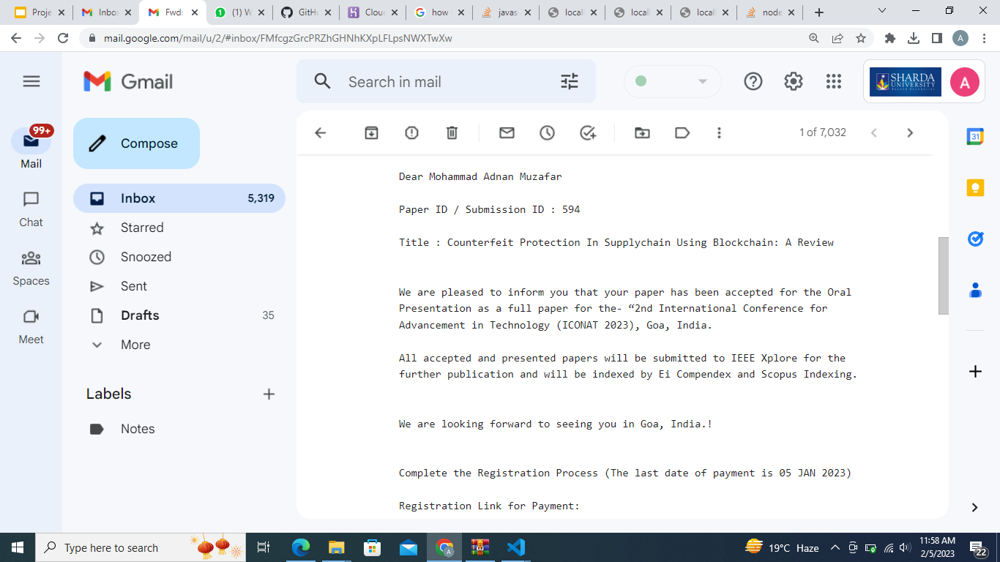 Proje
Inbox
Fwd:
(1) W
GitHu
Clou
how
javas
local
local
local
node
mail.google.com/mail/u/2/#inbox/FMfcgzGrcPRZhGHNhKXpLFLpsNWXTwXw
A
Gmail
Search in mail
SHARDA
UNIVERSITY
A
99+
Mail
Chat
Spaces
Meet
Compose
Inbox 5,319
Starred
Snoozed
Sent
Drafts 35
More
Labels
Notes
1 of 7,032
31
Dear Mohammad Adnan Muzafar
Paper ID / Submission ID : 594
Title : Counterfeit Protection In Supplychain Using Blockchain: A Review
We are pleased to inform you that your paper has been accepted for the Oral
Presentation as a full paper for the- “2nd International Conference for
Advancement in Technology (ICONAT 2023), Goa, India.
All accepted and presented papers will be submitted to IEEE Xplore for the
further publication and will be indexed by Ei Compendex and Scopus Indexing.
We are looking forward to seeing you in Goa, India.!
Complete the Registration Process (The last date of payment is 05 JAN 2023)
Registration Link for Payment:
Type here to search
19°C Haze
11:58 AM
2/5/2023
22